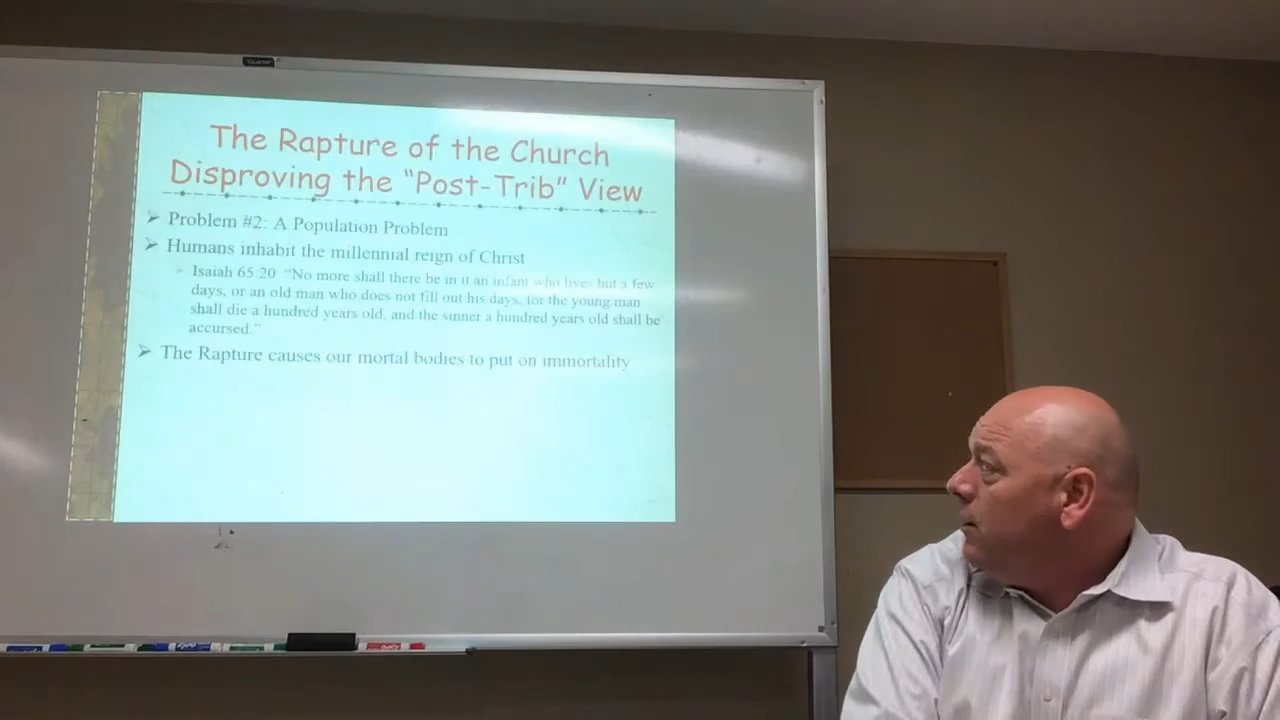 The Rapture of the Church
Disproving the “Post-Trib” View
Problem #2: A Population Problem
Humans inhabit the millennial reign of Christ
Isaiah 65:20 “No more shall there be in it an infant who lives but a few
days, or an old man who does not fill out his days, for the young man
shall die a hundred years old, and the sinner a hundred years old shall be
accursed.”
The Rapture causes our mortal bodies to put on immortality